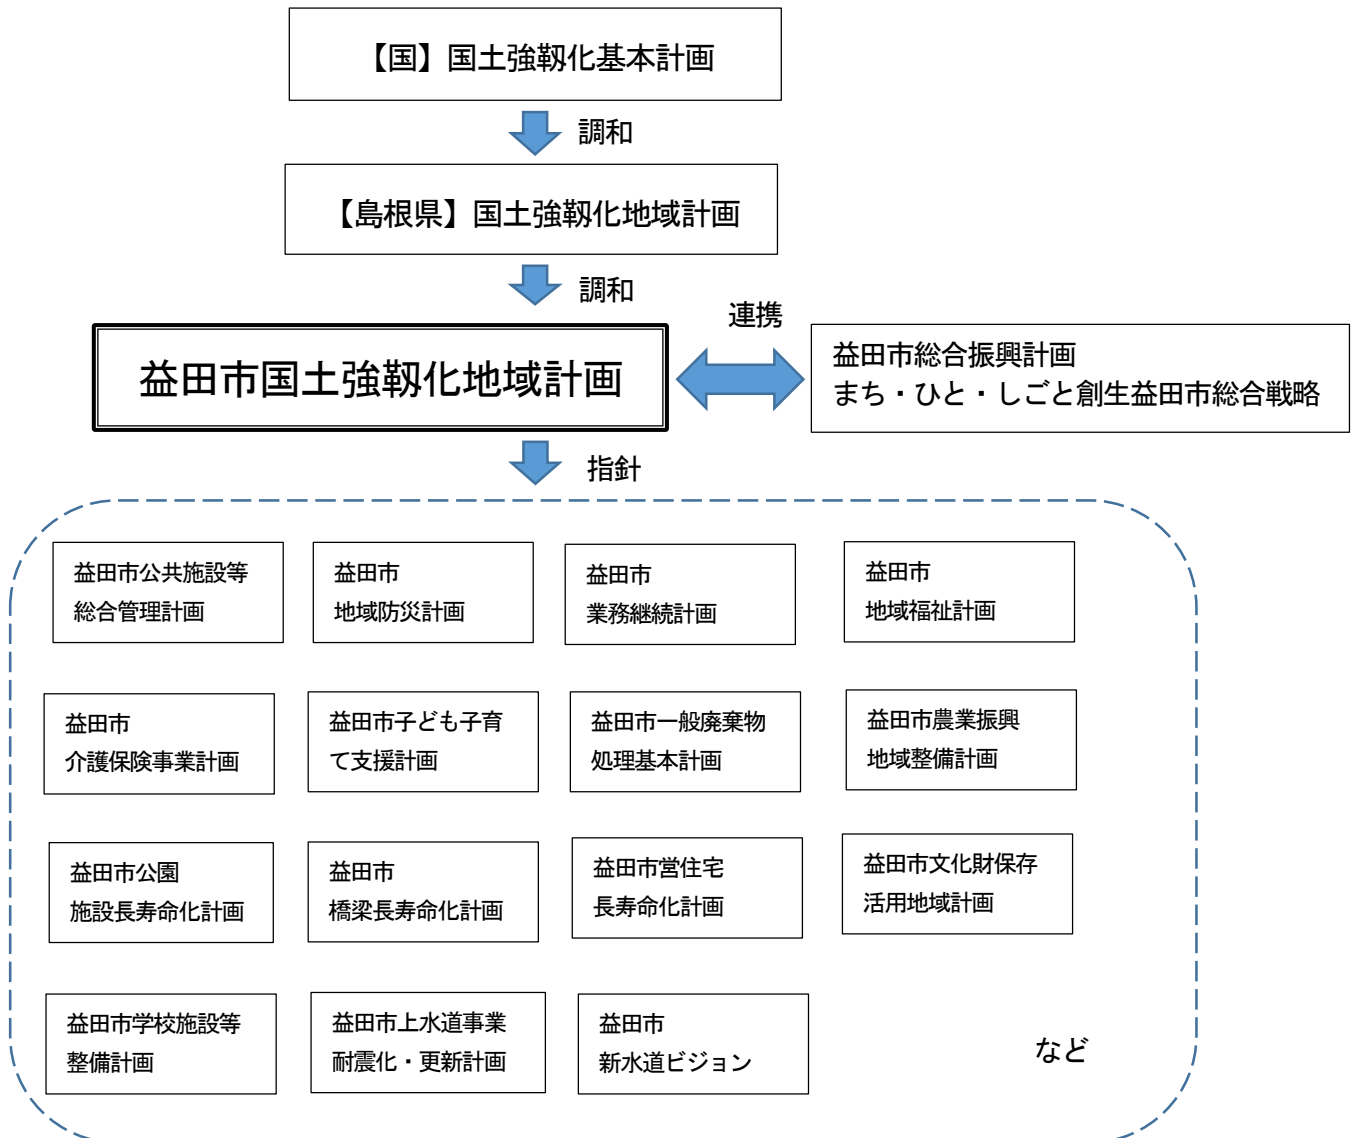 【国】国土強靱化基本計画
調和
【島根県】国土強靱化地域計画
調和
連携
益田市国土強靱化地域計画
益田市総合振興計画
まち・ひと・しごと創生益田市総合戦略
指針
益田市公共施設等
総合管理計画
益田市
地域防災計画
益田市
業務継続計画
益田市
地域福祉計画
益田市
介護保険事業計画
益田市子ども子育
て支援計画
益田市一般廃棄物
処理基本計画
益田市農業振興
地域整備計画
益田市公園
施設長寿命化計画
益田市
橋梁長寿命化計画
益田市営住宅
長寿命化計画
益田市文化財保存
活用地域計画
益田市学校施設等
整備計画
益田市上水道事業
耐震化・更新計画
益田市
新水道ビジョン
など